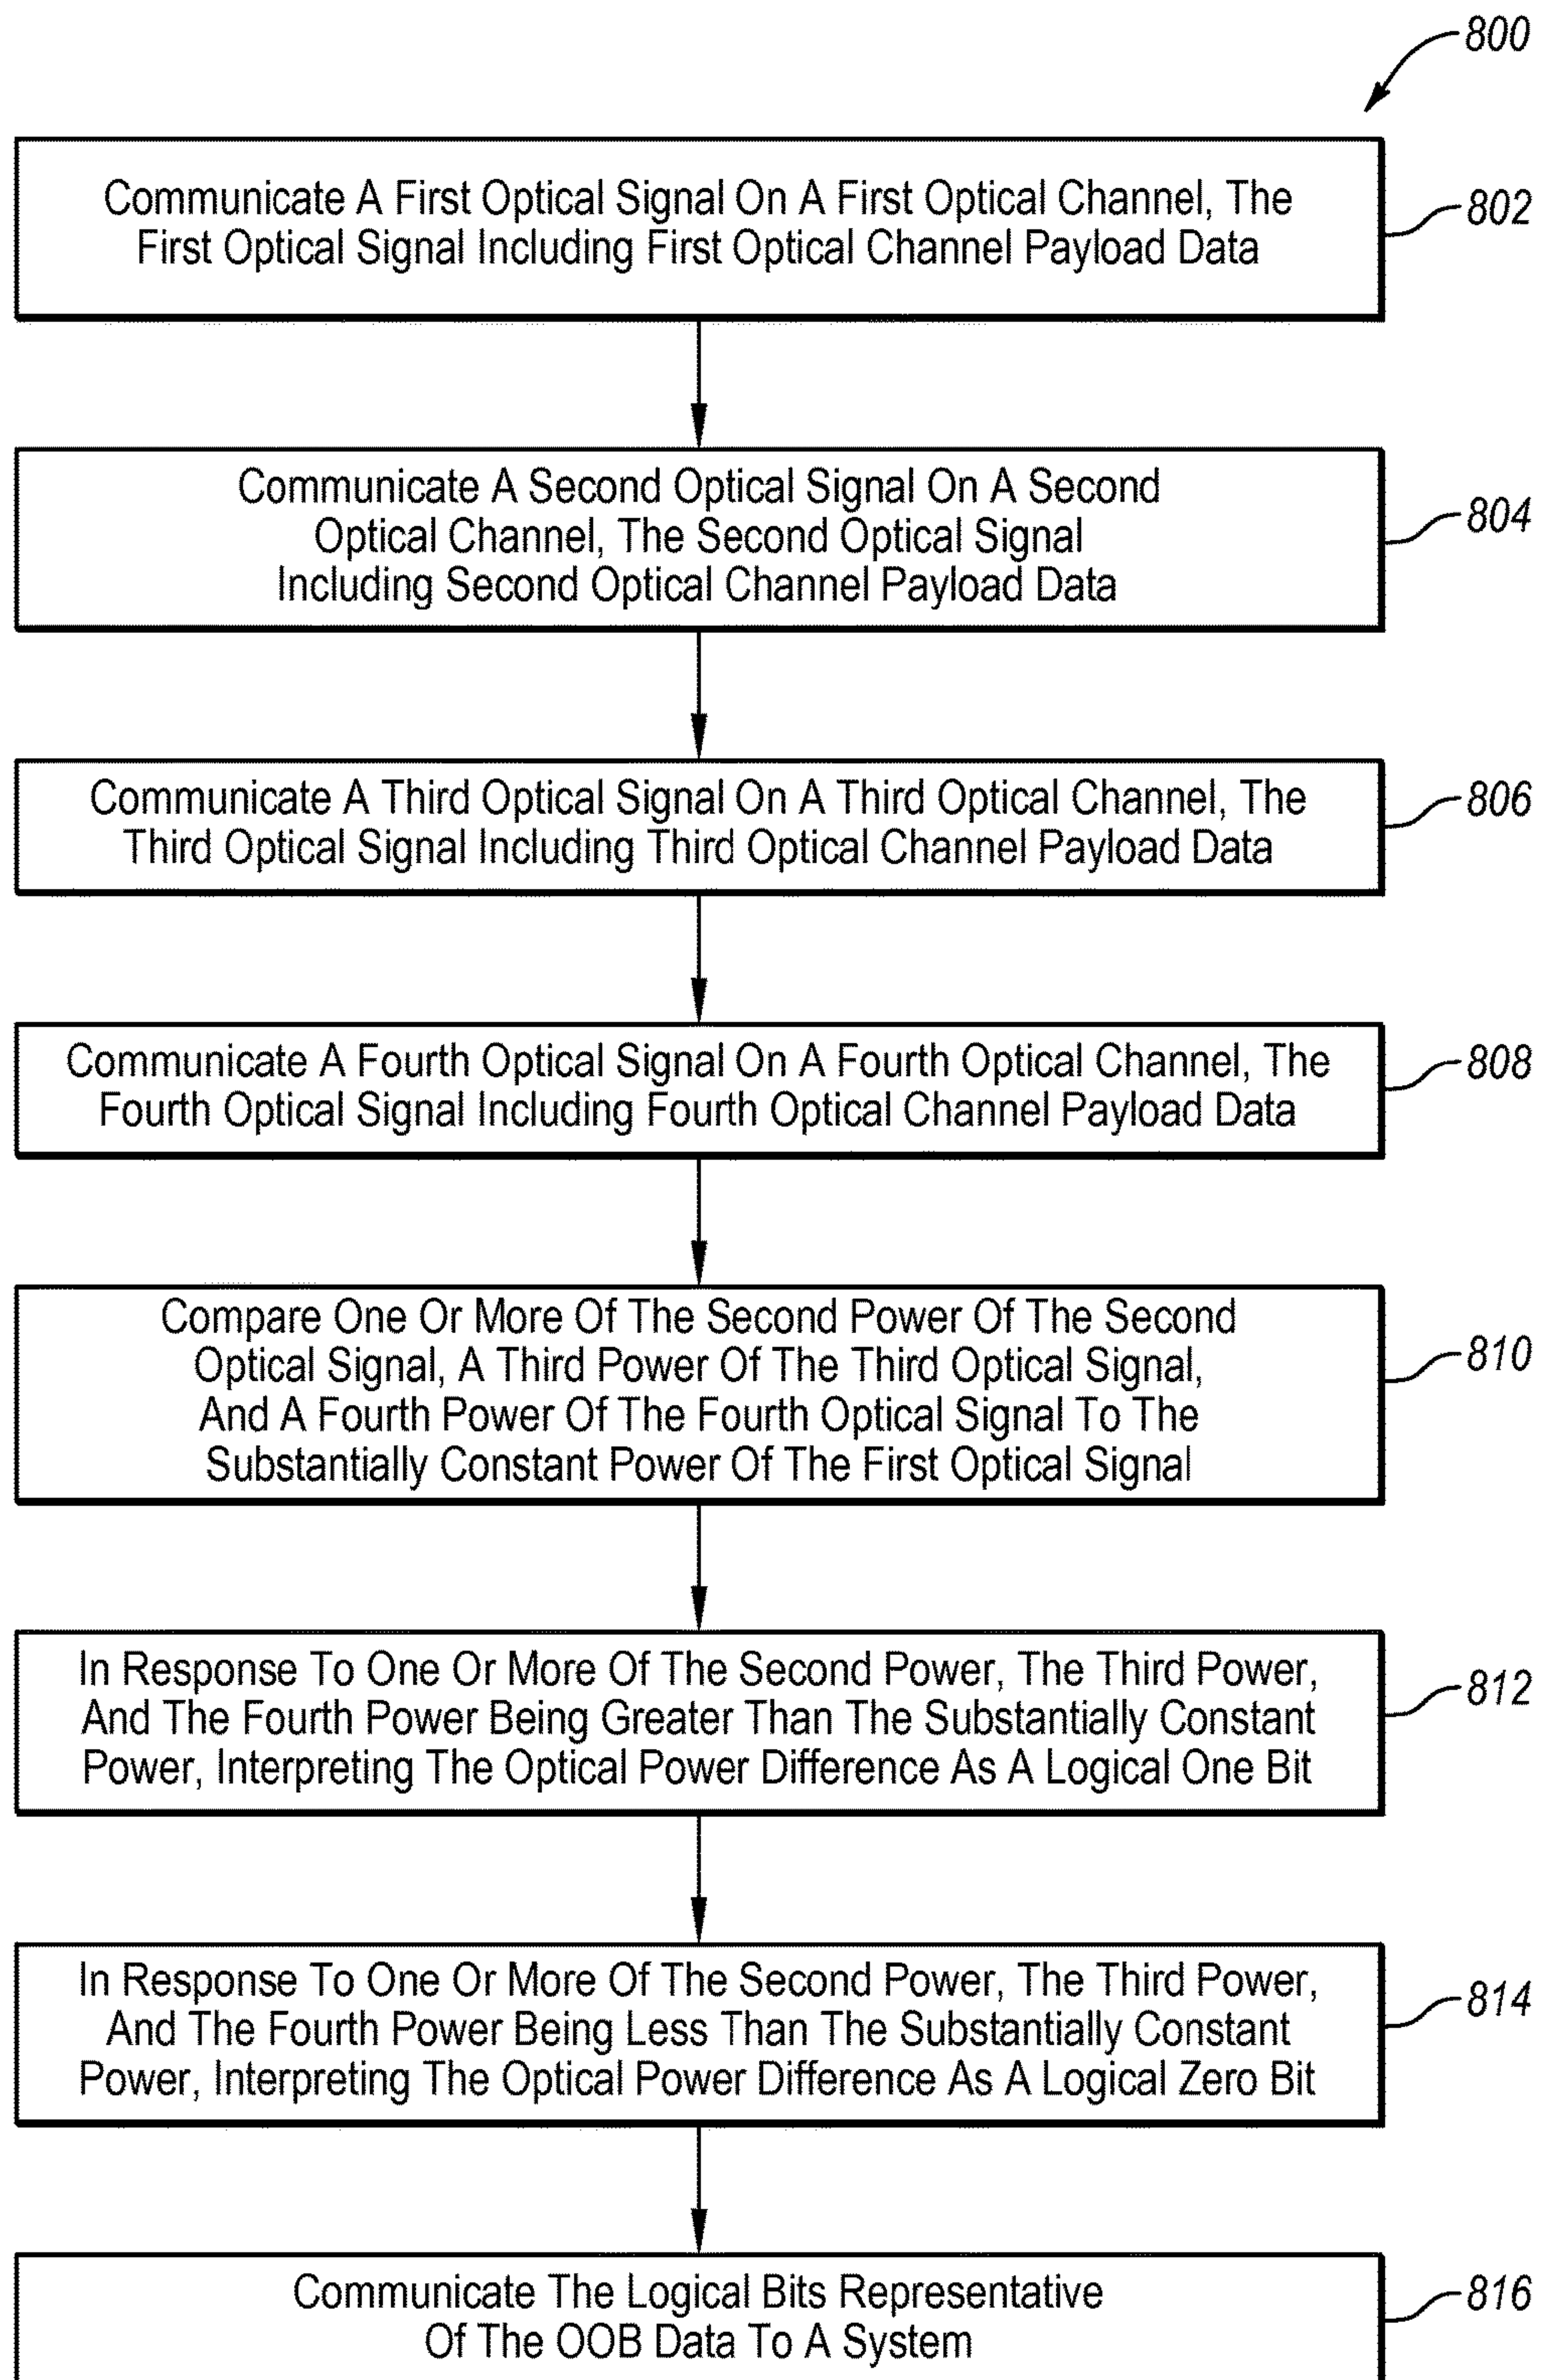 800
Communicate A First Optical Signal On A First Optical Channel, The
First Optical Signal Including First Optical Channel Payload Data
802
Communicate A Second Optical Signal On A Second
Optical Channel, The Second Optical Signal
Including Second Optical Channel Payload Data
804
Communicate A Third Optical Signal On A Third Optical Channel, The
Third Optical Signal Including Third Optical Channel Payload Data
806
Communicate A Fourth Optical Signal On A Fourth Optical Channel, The
Fourth Optical Signal Including Fourth Optical Channel Payload Data
808
Compare One Or More Of The Second Power Of The Second
Optical Signal, A Third Power Of The Third Optical Signal,
And A Fourth Power Of The Fourth Optical Signal To The
Substantially Constant Power Of The First Optical Signal
810
In Response To One Or More Of The Second Power, The Third Power,
And The Fourth Power Being Greater Than The Substantially Constant
Power, Interpreting The Optical Power Difference As A Logical One Bit
812
In Response To One Or More Of The Second Power, The Third Power,
And The Fourth Power Being Less Than The Substantially Constant
Power, Interpreting The Optical Power Difference As A Logical Zero Bit
814
Communicate The Logical Bits Representative
Of The OOB Data To A System
816